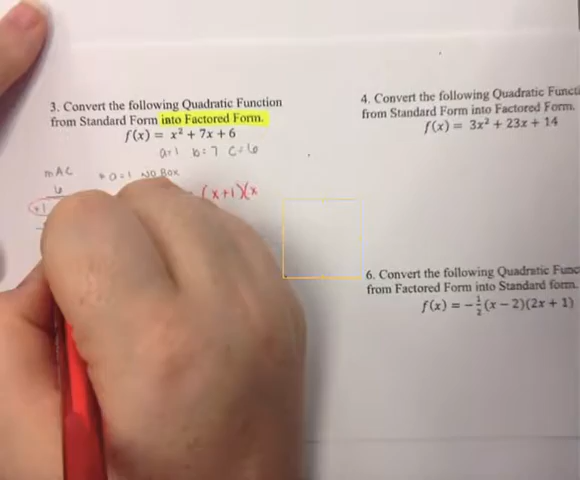 3. Convert the following Quadratic Function
from Standard Form into Factored Form.
f(x) = x² + 7x + 6
a=1 b=7 c=6
mAC
* a=1 NO BOX
6
+1
(x+1)(x
4. Convert the following Quadratic Functi
from Standard Form into Factored Form.
f(x) = 3x² + 23x + 14
6. Convert the following Quadratic Func
from Factored Form into Standard form.
f(x) = -½(x − 2)(2x + 1)